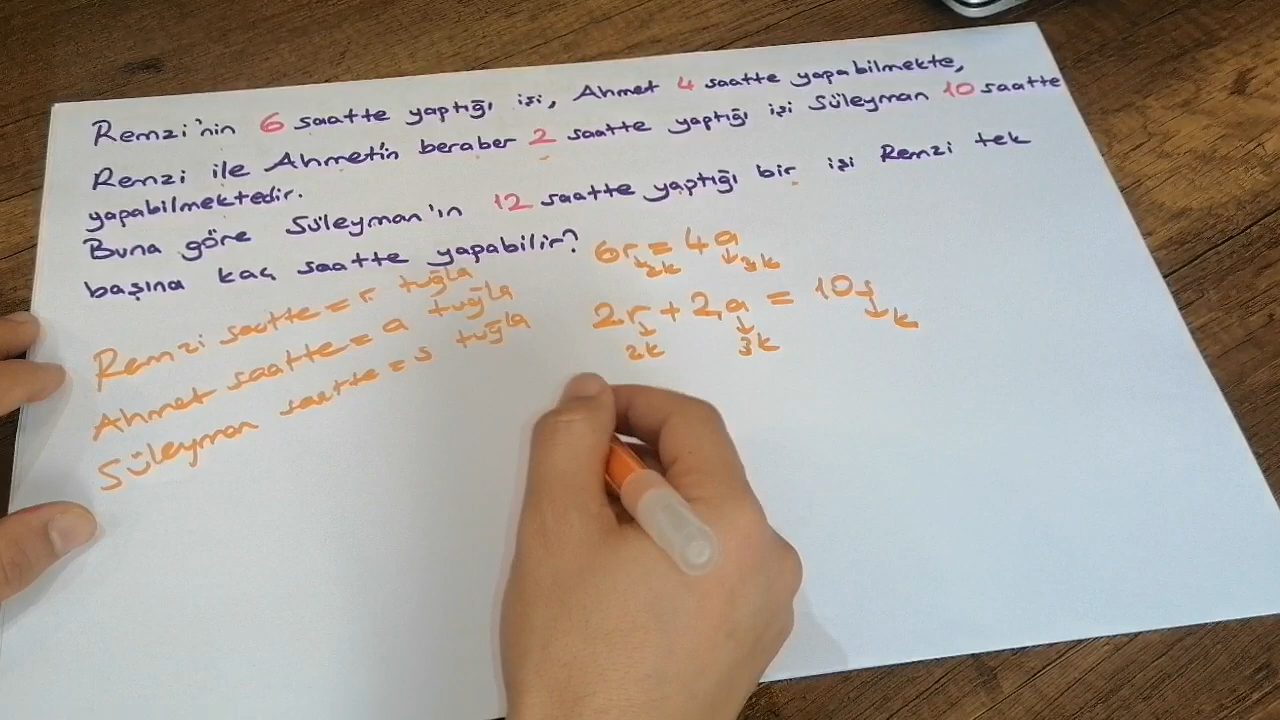 Remzi'nin 6 saatte yaptığı işi, Ahmet 4 saatte yapabilmekte,
Remzi ile Ahmet'in beraber 2 saatte yaptığı işi Süleyman 10 saatte
yapabilmektedir.
Buna göre Süleyman'ın 12 saatte yaptığı bir işi Remzi tek
başına kaç saatte yapabilir?
Remzi saatte = r tuğla
Ahmet saatte = a tuğla
Süleyman saatte = s tuğla
6r = 4a
2k 3k
2r + 2a = 10s
2k 3k k